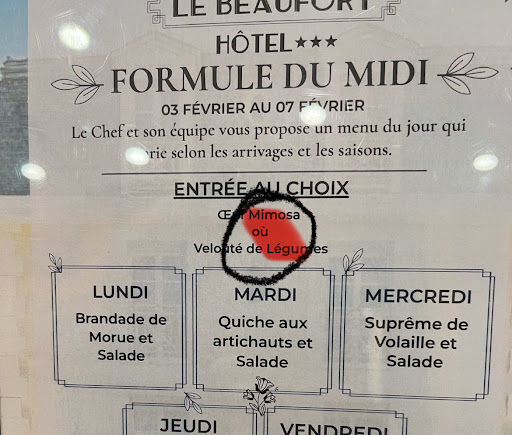 LE BEAUFORT
HÔTEL★★★
FORMULE DU MIDI
03 FÉVRIER AU 07 FÉVRIER
Le Chef et son équipe vous propose un menu du jour qui
selon les arrivages et les saisons.
ENTRÉE AU CHOIX
Mimosa
où
Velouté de Légumes
LUNDI
Brandade de
Morue et
Salade
MARDI
Quiche aux
artichauts et
Salade
MERCREDI
Suprême de
Volaille et
Salade
JEUDI
VENDREDI